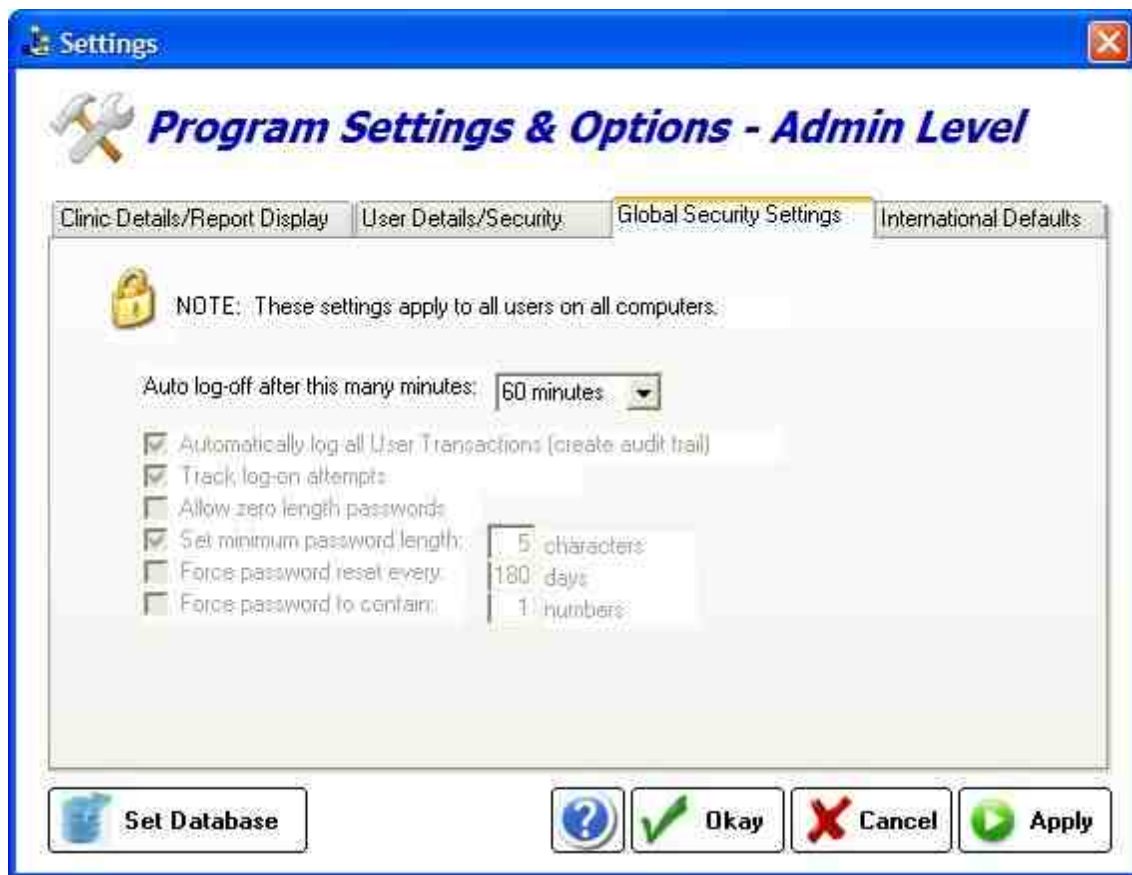 Settings
Program Settings & Options - Admin Level
Clinic Details/Report Display User Details/Security Global Security Settings International Defaults
NOTE: These settings apply to all users on all computers.
Auto log-off after this many minutes: 60 minutes
Automatically log all User Transactions (create audit trail)
Track log-on attempts
Allow zero length passwords
Set minimum password length: 5 characters
Force password reset every: 180 days
Force password to contain: 1 numbers
Set Database ? Okay Cancel Apply